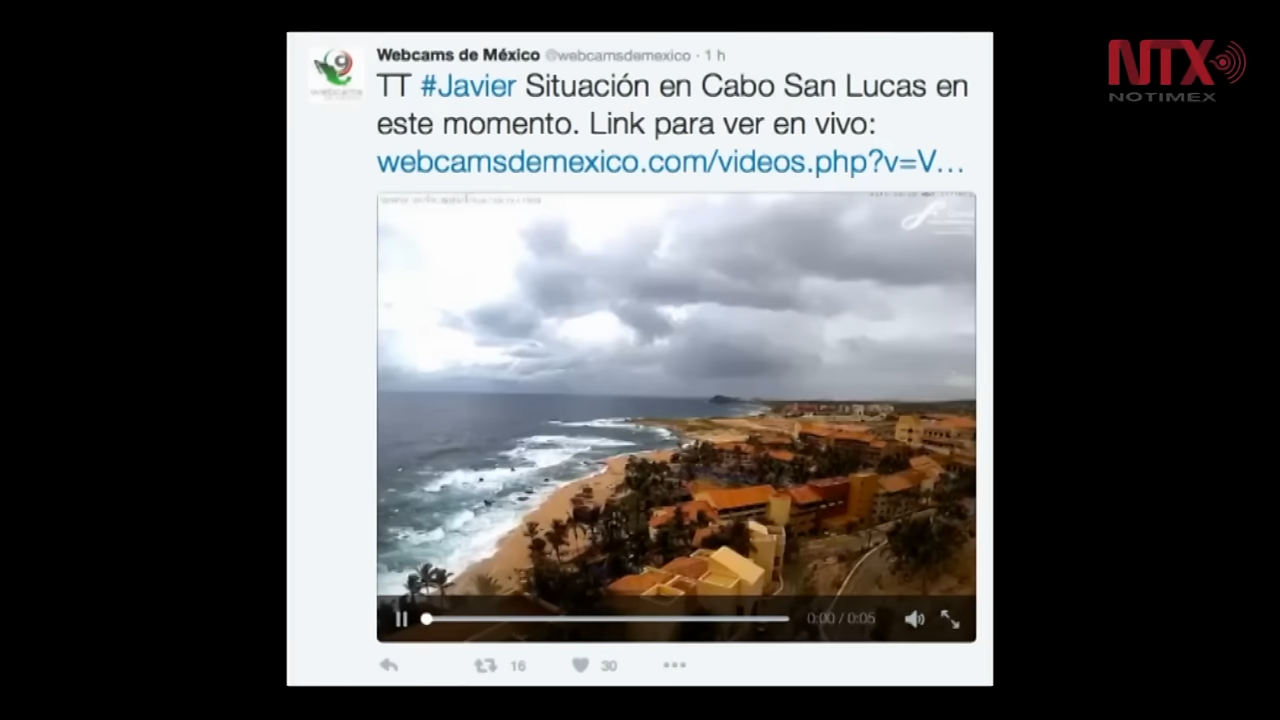 Webcams de México @webcamsdemexico · 1 h
TT #Javier Situación en Cabo San Lucas en
este momento. Link para ver en vivo:
webcamsdemexico.com/videos.php?v=V...
0:00 / 0:05
16 30
NTX
NOTIMEX